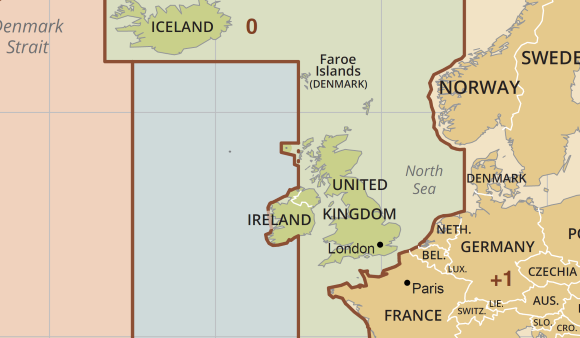 Denmark
Strait
ICELAND
0
Faroe
Islands
(DENMARK)
NORWAY
SWEDE
North
Sea
DENMARK
UNITED
KINGDOM
IRELAND
London
NETH.
BEL.
GERMANY
LUX.
PO
+1
CZECHIA
Paris
LIE.
SWITZ.
AUS.
FRANCE
SLO.
CRO.